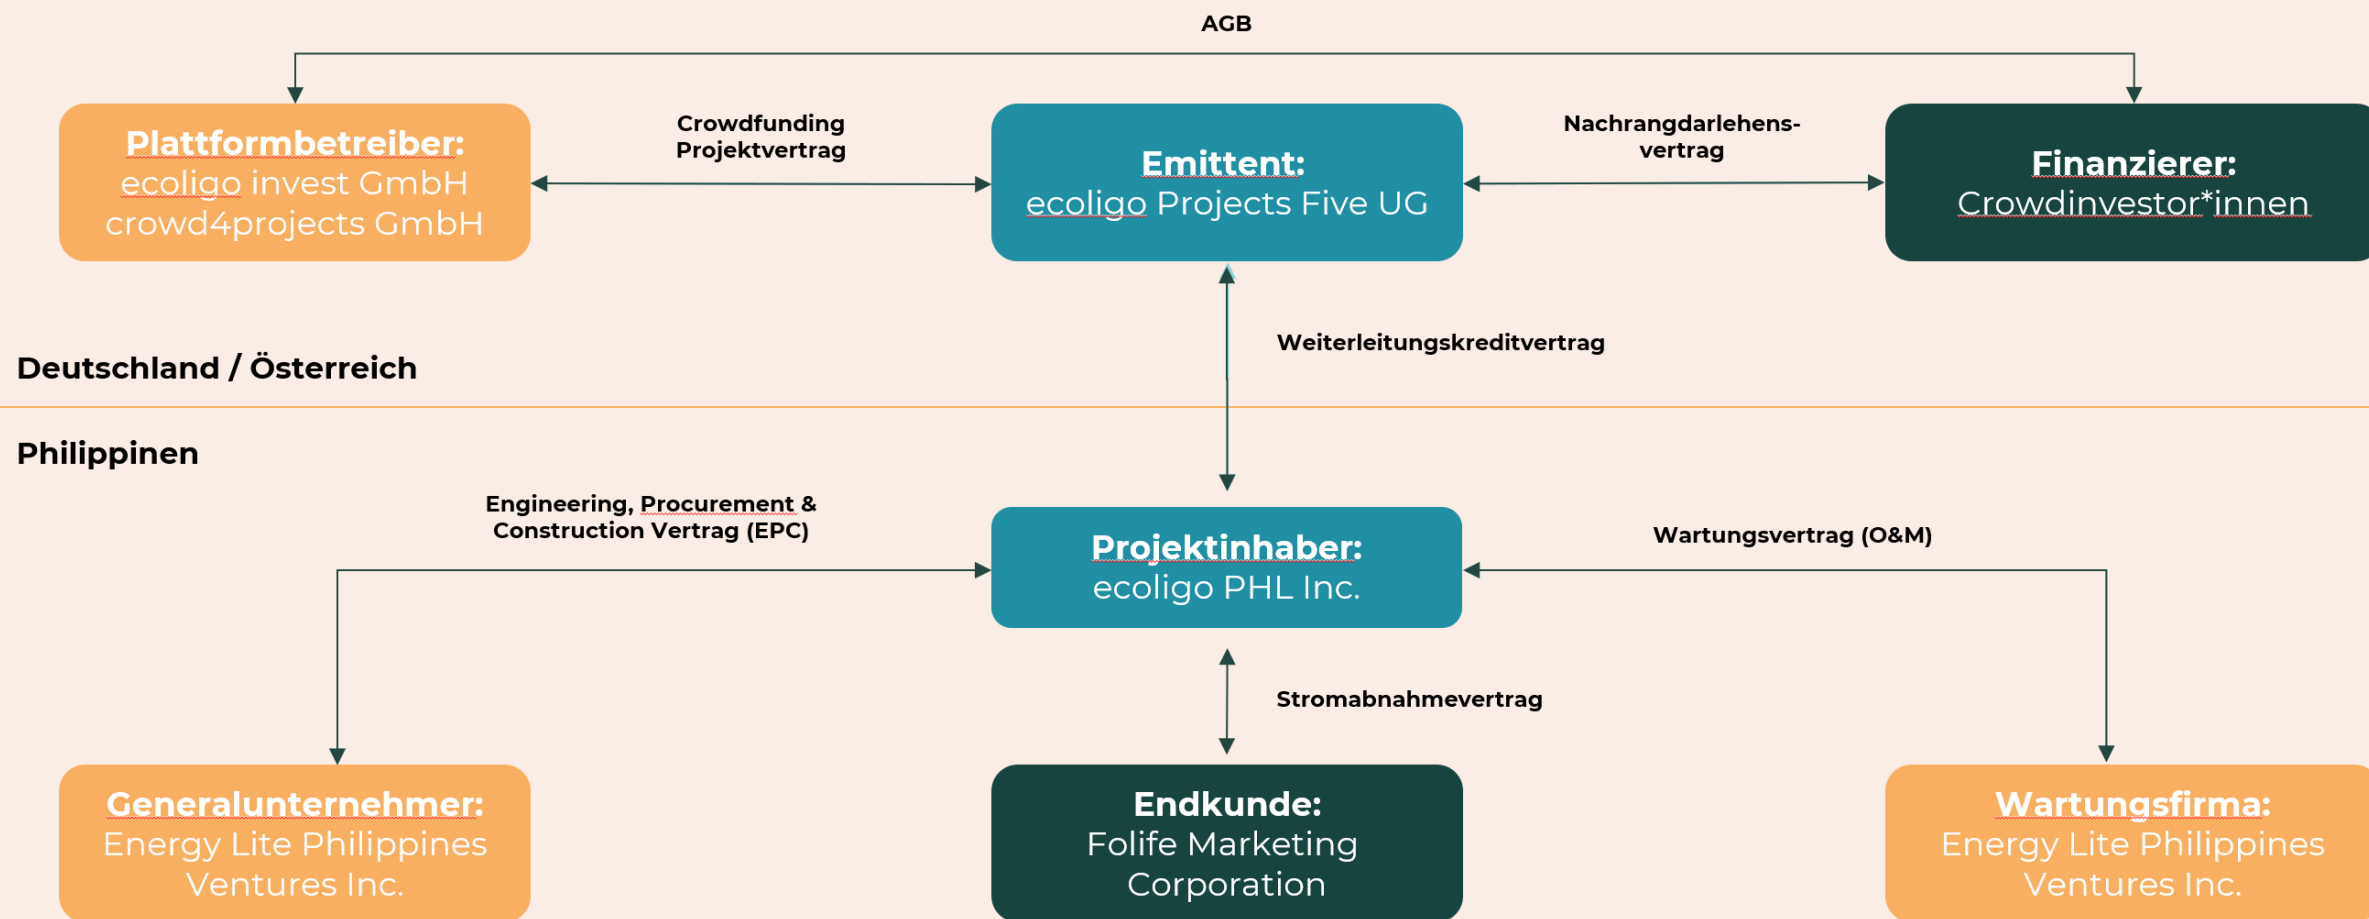 AGB
Plattformbetreiber:
ecoligo invest GmbH
crowd4projects GmbH
Crowdfunding
Projektvertrag
Emittent:
ecoligo Projects Five UG
Nachrangdarlehens-
vertrag
Finanzierer:
Crowdinvestor*innen
Weiterleitungskreditvertrag
Deutschland / Österreich
Philippinen
Engineering, Procurement &
Construction Vertrag (EPC)
Projektinhaber:
ecoligo PHL Inc.
Wartungsvertrag (O&M)
Stromabnahmevertrag
Generalunternehmer:
Energy Lite Philippines
Ventures Inc.
Endkunde:
Folife Marketing
Corporation
Wartungsfirma:
Energy Lite Philippines
Ventures Inc.